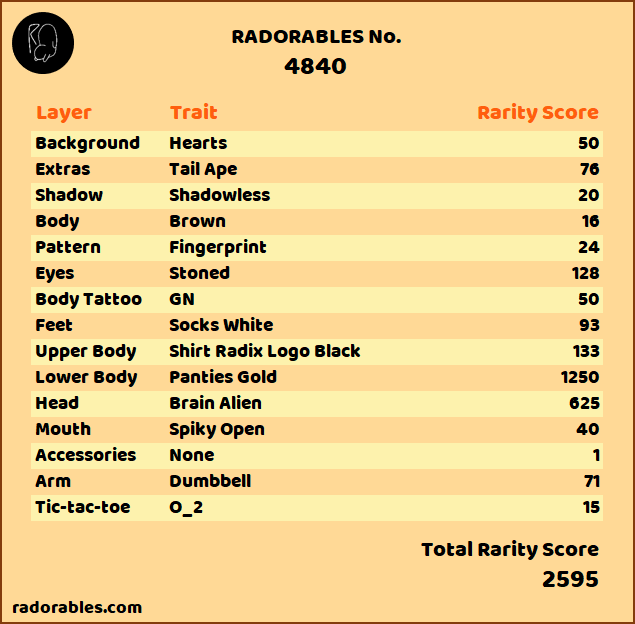 RADORABLES No.
4840
Layer Trait Rarity Score
Background Hearts 50
Extras Tail Ape 76
Shadow Shadowless 20
Body Brown 16
Pattern Fingerprint 24
Eyes Stoned 128
Body Tattoo GN 50
Feet Socks White 93
Upper Body Shirt Radix Logo Black 133
Lower Body Panties Gold 1250
Head Brain Alien 625
Mouth Spiky Open 40
Accessories None 1
Arm Dumbbell 71
Tic-tac-toe O_2 15
Total Rarity Score
2595
radorables.com